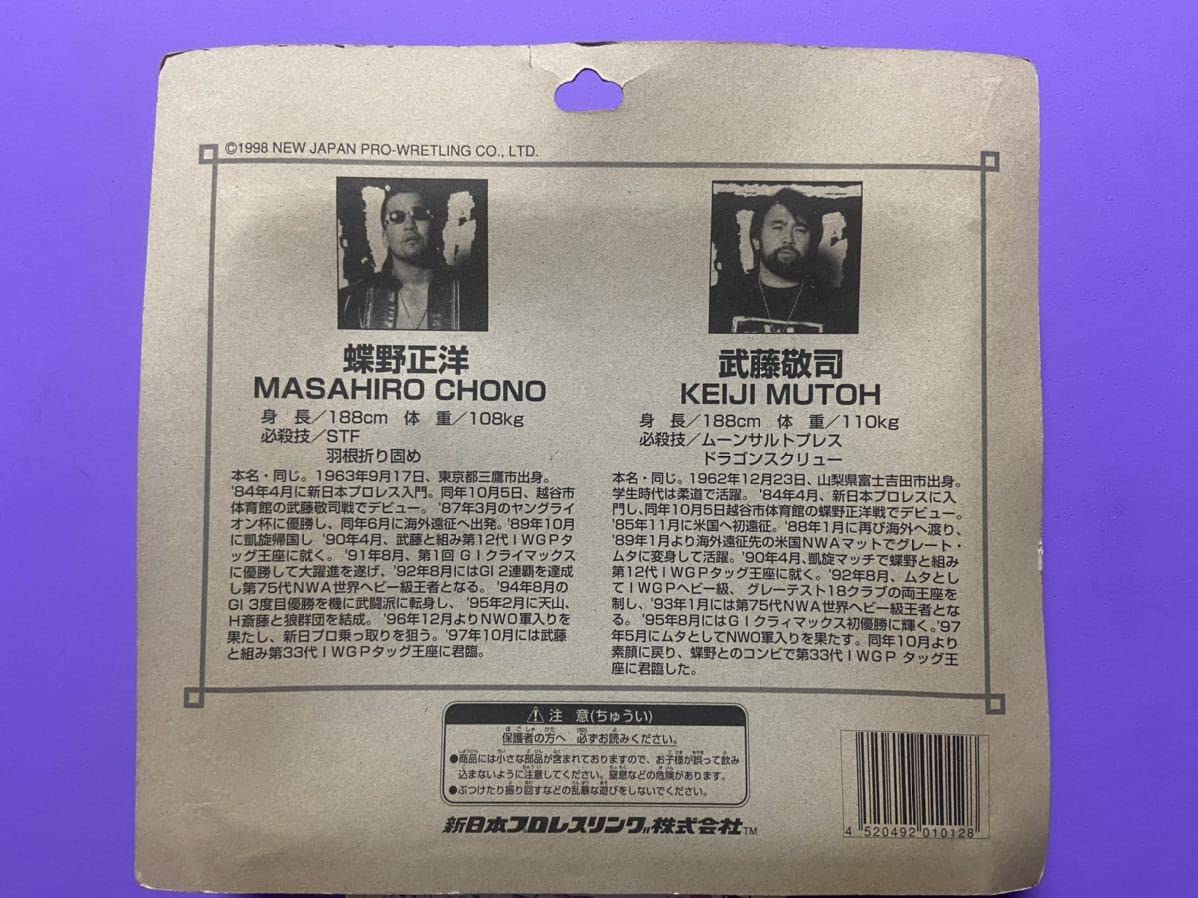 ©1998 NEW JAPAN PRO-WRETLING CO., LTD.
蝶野正洋
MASAHIRO CHONO
身 長／188cm 体 重／108kg
必殺技／STF
羽根折り固め
本名・同じ。1963年9月17日、東京都三鷹市出身。
'84年4月に新日本プロレス入門。同年10月5日、越谷市
体育館の武藤敬司戦でデビュー。'87年3月のヤングライ
オン杯に優勝し、同年6月に海外遠征へ出発。'89年10月
に凱旋帰国し '90年4月、武藤と組み第12代IWGPタ
ッグ王座に就く。'91年8月、第1回 GIクライマックス
に優勝して大躍進を遂げ、'92年8月にはGI2連覇を達成
し第75代NWA世界ヘビー級王者となる。'94年8月の
GI3度目優勝を機に武闘派に転身し、'95年2月に天山、
H斎藤と狼群団を結成。'96年12月よりNWO軍入りを
果たし、新日プロ乗っ取りを狙う。'97年10月には武藤
と組み第33代IWGPタッグ王座に君臨。
武藤敬司
KEIJI MUTOH
身 長／188cm 体 重／110kg
必殺技／ムーンサルトプレス
ドラゴンスクリュー
本名・同じ。1962年12月23日、山梨県富士吉田市出身。
学生時代は柔道で活躍。'84年4月、新日本プロレスに入
門し、同年10月5日越谷市体育館の蝶野正洋戦でデビュー。
'85年11月に米国へ初遠征。'88年1月に再び海外へ渡り、
'89年1月より海外遠征先の米国NWAマットでグレート・
ムタに変身して活躍。'90年4月、凱旋マッチで蝶野と組み
第12代IWGPタッグ王座に就く。'92年8月、ムタとし
てIWGPヘビー級、グレーテスト18クラブの両王座を
制し、'93年1月には第75代NWA世界ヘビー級王者とな
る。'95年8月にはGIクライマックス初優勝に輝く。'97
年5月にムタとしてNWO軍入りを果たす。同年10月より
素顔に戻り、蝶野とのコンビで第33代IWGP タッグ王
座に君臨した。
⚠注 意(ちゅうい)
保護者の方へ 必ずお読みください。
●商品には小さな部品が含まれておりますので、お子様が誤って飲み
込まないように注意してください。窒息などの危険があります。
●ぶつけたり振り回すなどの乱暴な遊びをしないでください。
新日本プロレスリング株式会社™
4 520492 010128